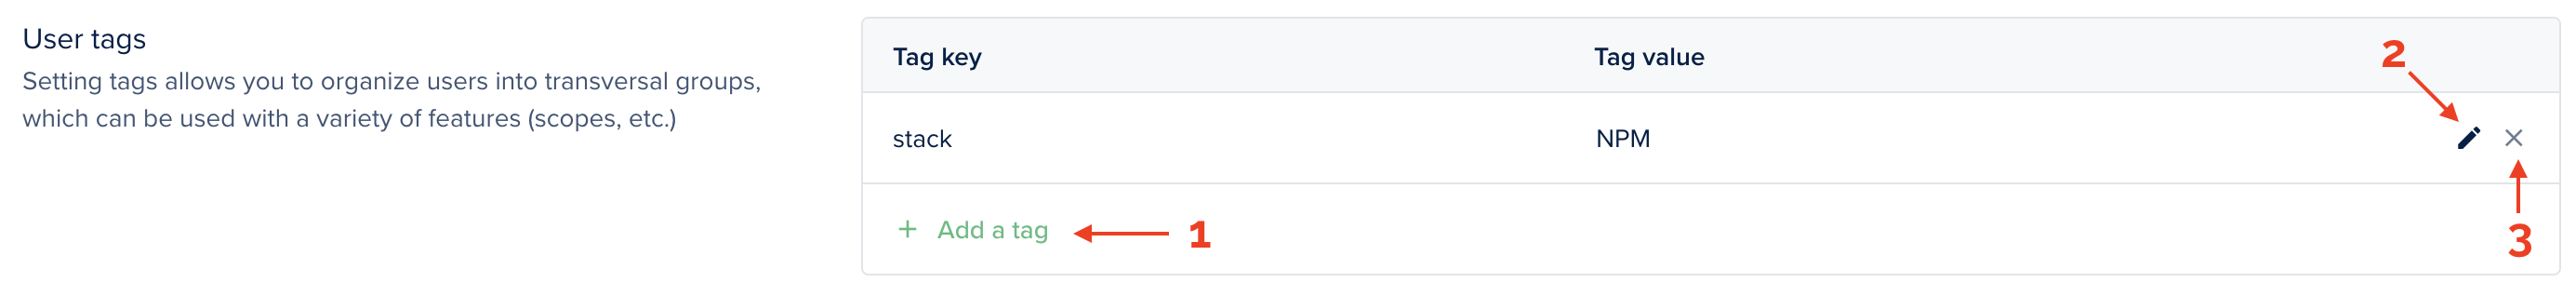 User tags
Setting tags allows you to organize users into transversal groups,
which can be used with a variety of features (scopes, etc.)
Tag key Tag value
2
stack NPM
+ Add a tag
1
3